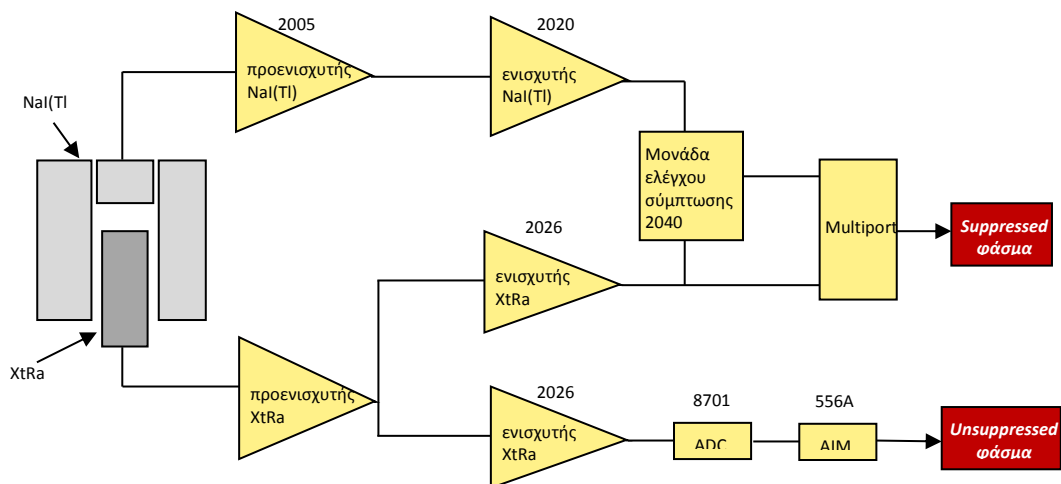 2005
2020
προενισχυτής
NaI(Tl)
ενισχυτής
NaI(Tl)
NaI(Tl
Μονάδα
ελέγχου
σύμπτωσης
2040
Multiport
Suppressed
φάσμα
2026
ενισχυτής
XtRa
XtRa
προενισχυτής
XtRa
2026
ενισχυτής
XtRa
8701
ADC
556A
AIM
Unsuppressed
φάσμα